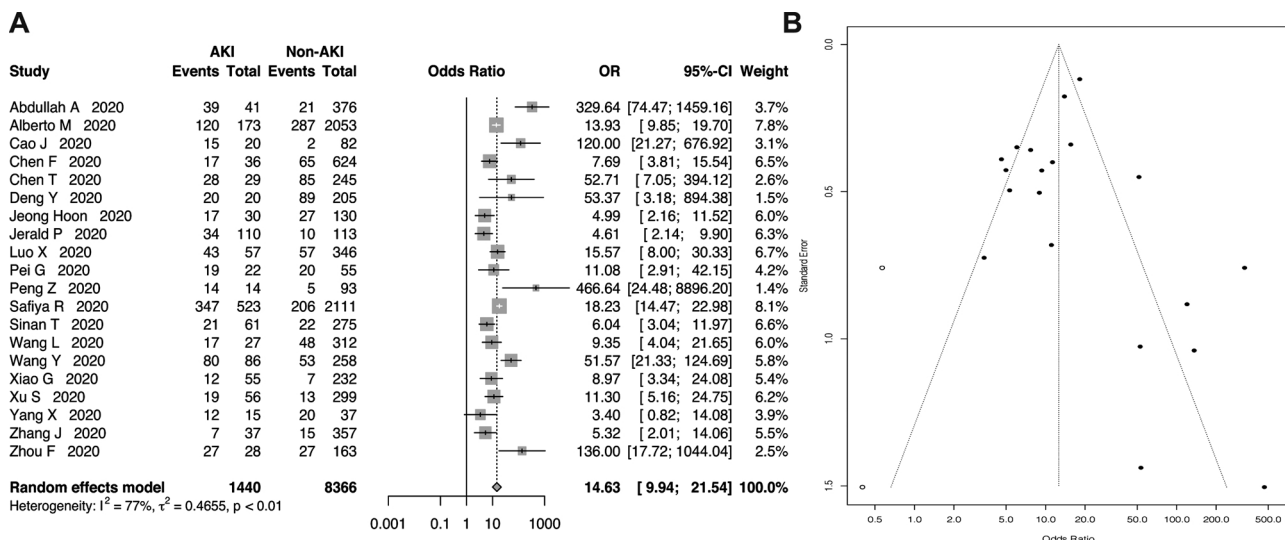 A
AKI Non-AKI
Study Events Total Events Total Odds Ratio OR 95%-CI Weight
Abdullah A 2020 39 41 21 376 329.64 [74.47; 1459.16] 3.7%
Alberto M 2020 120 173 287 2053 13.93 [ 9.85; 19.70] 7.8%
Cao J 2020 15 20 2 82 120.00 [21.27; 676.92] 3.1%
Chen F 2020 17 36 65 624 7.69 [ 3.81; 15.54] 6.5%
Chen T 2020 28 29 85 245 52.71 [ 7.05; 394.12] 2.6%
Deng Y 2020 20 20 89 205 53.37 [ 3.18; 894.38] 1.5%
Jeong Hoon 2020 17 30 27 130 4.99 [ 2.16; 11.52] 6.0%
Jerald P 2020 34 110 10 113 4.61 [ 2.14; 9.90] 6.3%
Luo X 2020 43 57 57 346 15.57 [ 8.00; 30.33] 6.7%
Pei G 2020 19 22 20 55 11.08 [ 2.91; 42.15] 4.2%
Peng Z 2020 14 14 5 93 466.64 [24.48; 8896.20] 1.4%
Safiya R 2020 347 523 206 2111 18.23 [14.47; 22.98] 8.1%
Sinan T 2020 21 61 22 275 6.04 [ 3.04; 11.97] 6.6%
Wang L 2020 17 27 48 312 9.35 [ 4.04; 21.65] 6.0%
Wang Y 2020 80 86 53 258 51.57 [21.33; 124.69] 5.8%
Xiao G 2020 12 55 7 232 8.97 [ 3.34; 24.08] 5.4%
Xu S 2020 19 56 13 299 11.30 [ 5.16; 24.75] 6.2%
Yang X 2020 12 15 20 37 3.40 [ 0.82; 14.08] 3.9%
Zhang J 2020 7 37 15 357 5.32 [ 2.01; 14.06] 5.5%
Zhou F 2020 27 28 27 163 136.00 [17.72; 1044.04] 2.5%
Random effects model 1440 8366 14.63 [ 9.94; 21.54] 100.0%
Heterogeneity: I² = 77%, τ² = 0.4655, p < 0.01
0.001 0.1 1 10 1000
B
Standard Error
0.0
0.5
1.0
1.5
0.5 1.0 2.0 5.0 10.0 20.0 50.0 100.0 200.0 500.0
Odds Ratio